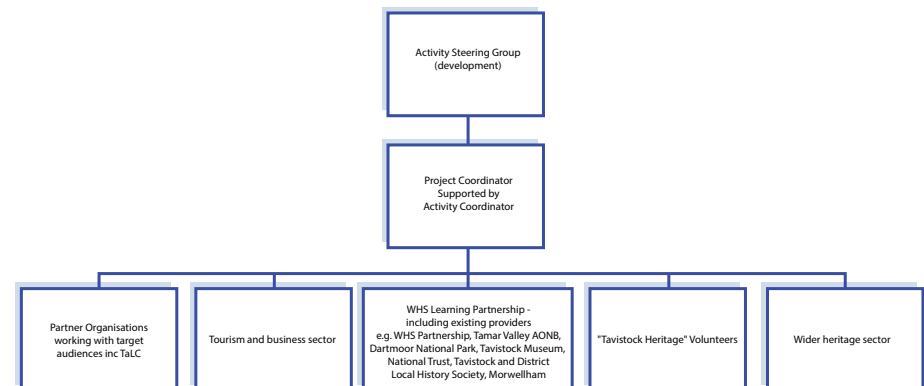 Activity Steering Group
(development)
Project Coordinator
Supported by
Activity Coordinator
Partner Organisations
working with target
audiences inc TaLC
Tourism and business sector
WHS Learning Partnership -
including existing providers
e.g. WHS Partnership, Tamar Valley AONB,
Dartmoor National Park, Tavistock Museum,
National Trust, Tavistock and District
Local History Society, Morwellham
"Tavistock Heritage" Volunteers
Wider heritage sector